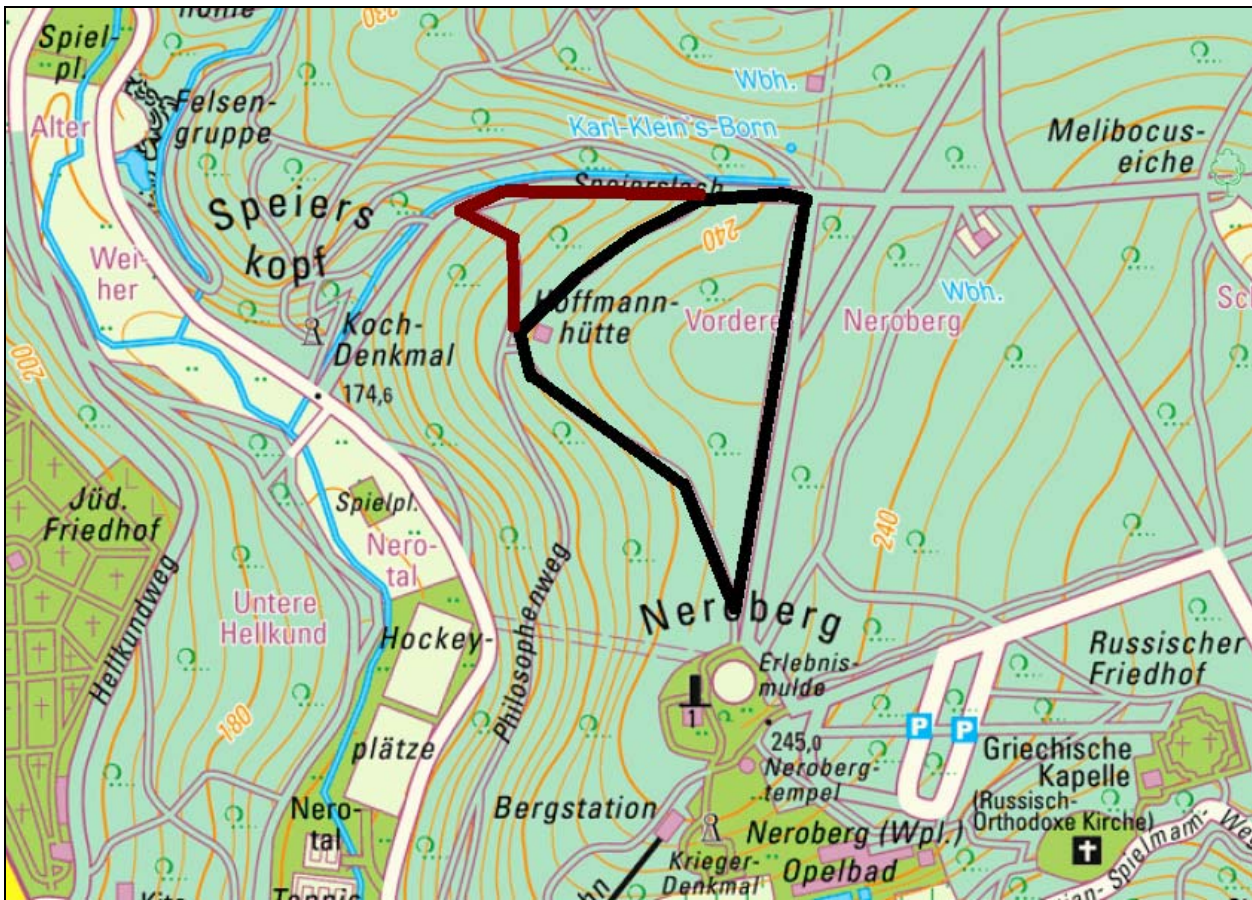 230
Spiel-
pl.
Felsen-
gruppe
Alter
Wei-
her
Speiers
kopf
Koch-
Denkmal
174,6
200
Wbh.
Karl-Klein's-Born
Melibocus-
eiche
240
Hoffmann-
hütte
Vordere
Neroberg
Wbh.
Jüd.
Friedhof
Spielpl.
Nero-
tal
Untere
Hellkund
Hellkundweg
180
Hockey-
plätze
Philosophenweg
240
Neroberg
Erlebnis-
mulde
1
245,0
Neroberg-
tempel
P
P
Russischer
Friedhof
Griechische
Kapelle
(Russisch-
Orthodoxe Kirche)
Bergstation
Neroberg (Wpl.)
Opelbad
Krieger-
Denkmal
Nero-
tal